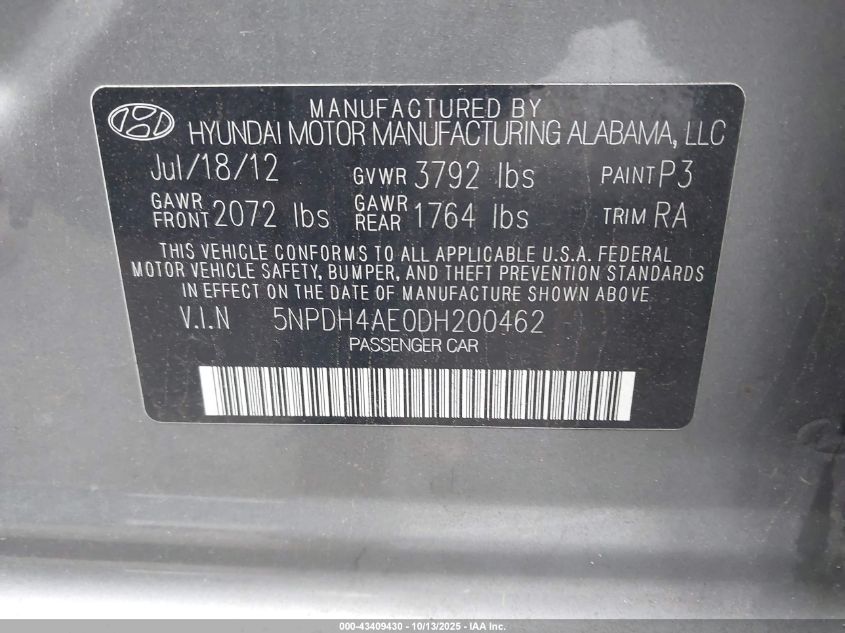 MANUFACTURED BY
HYUNDAI MOTOR MANUFACTURING ALABAMA, LLC
Jul/18/12 GVWR 3792 lbs PAINT P3
GAWR FRONT 2072 lbs GAWR REAR 1764 lbs TRIM RA
THIS VEHICLE CONFORMS TO ALL APPLICABLE U.S.A. FEDERAL
MOTOR VEHICLE SAFETY, BUMPER, AND THEFT PREVENTION STANDARDS
IN EFFECT ON THE DATE OF MANUFACTURE SHOWN ABOVE
V.I.N 5NPDH4AE0DH200462
PASSENGER CAR
000-43409430 - 10/13/2025 - IAA Inc.